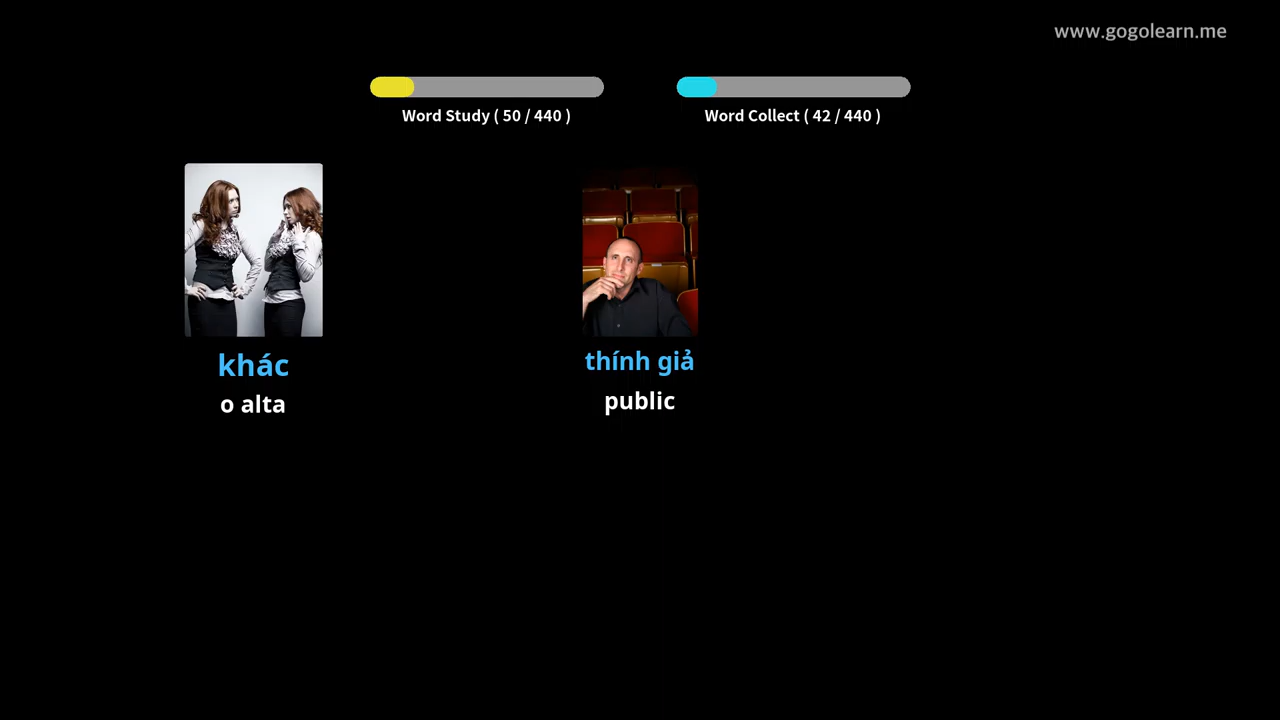 www.gogolearn.me
Word Study ( 50 / 440 )
Word Collect ( 42 / 440 )
khác
o alta
thính giả
public